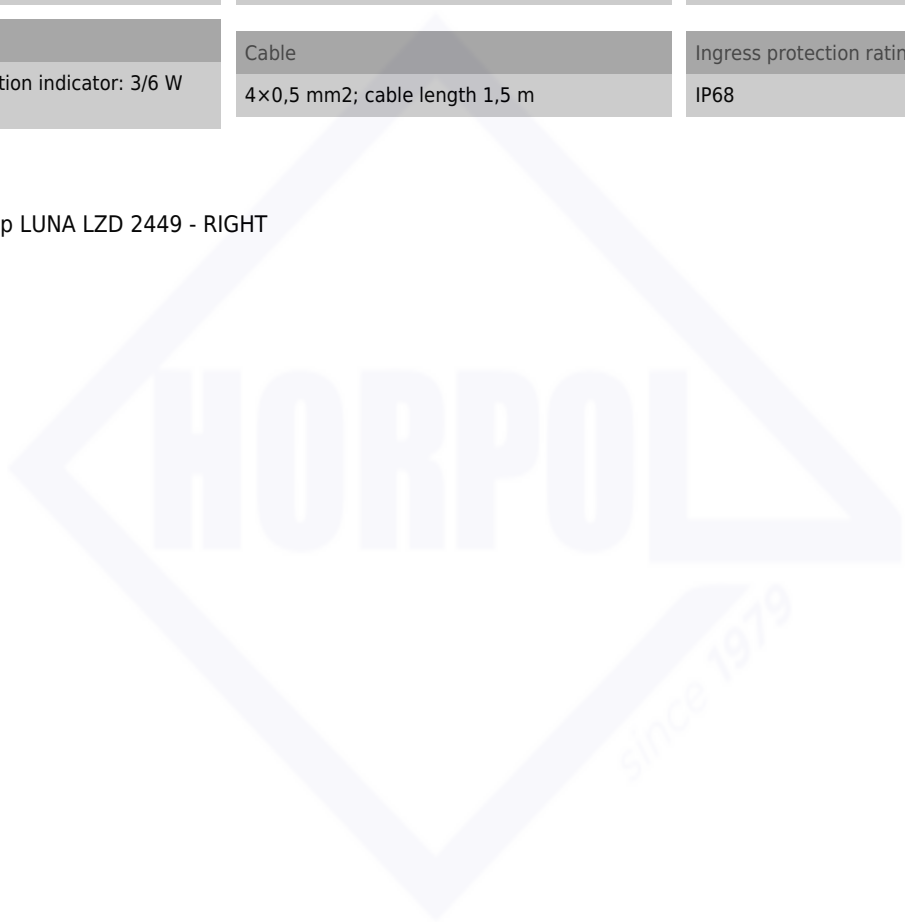 Cable
Ingress protection ratin
tion indicator: 3/6 W
4×0,5 mm2; cable length 1,5 m
IP68
p LUNA LZD 2449 - RIGHT
HORPOL
since 1979